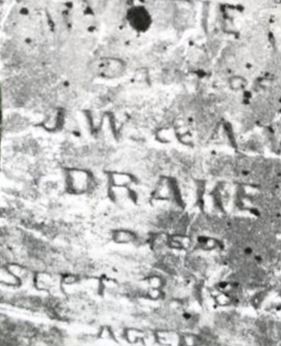 Dau. of
J.W. & A.
DRAKE
DIED
SEPT. 3, 187
AGED